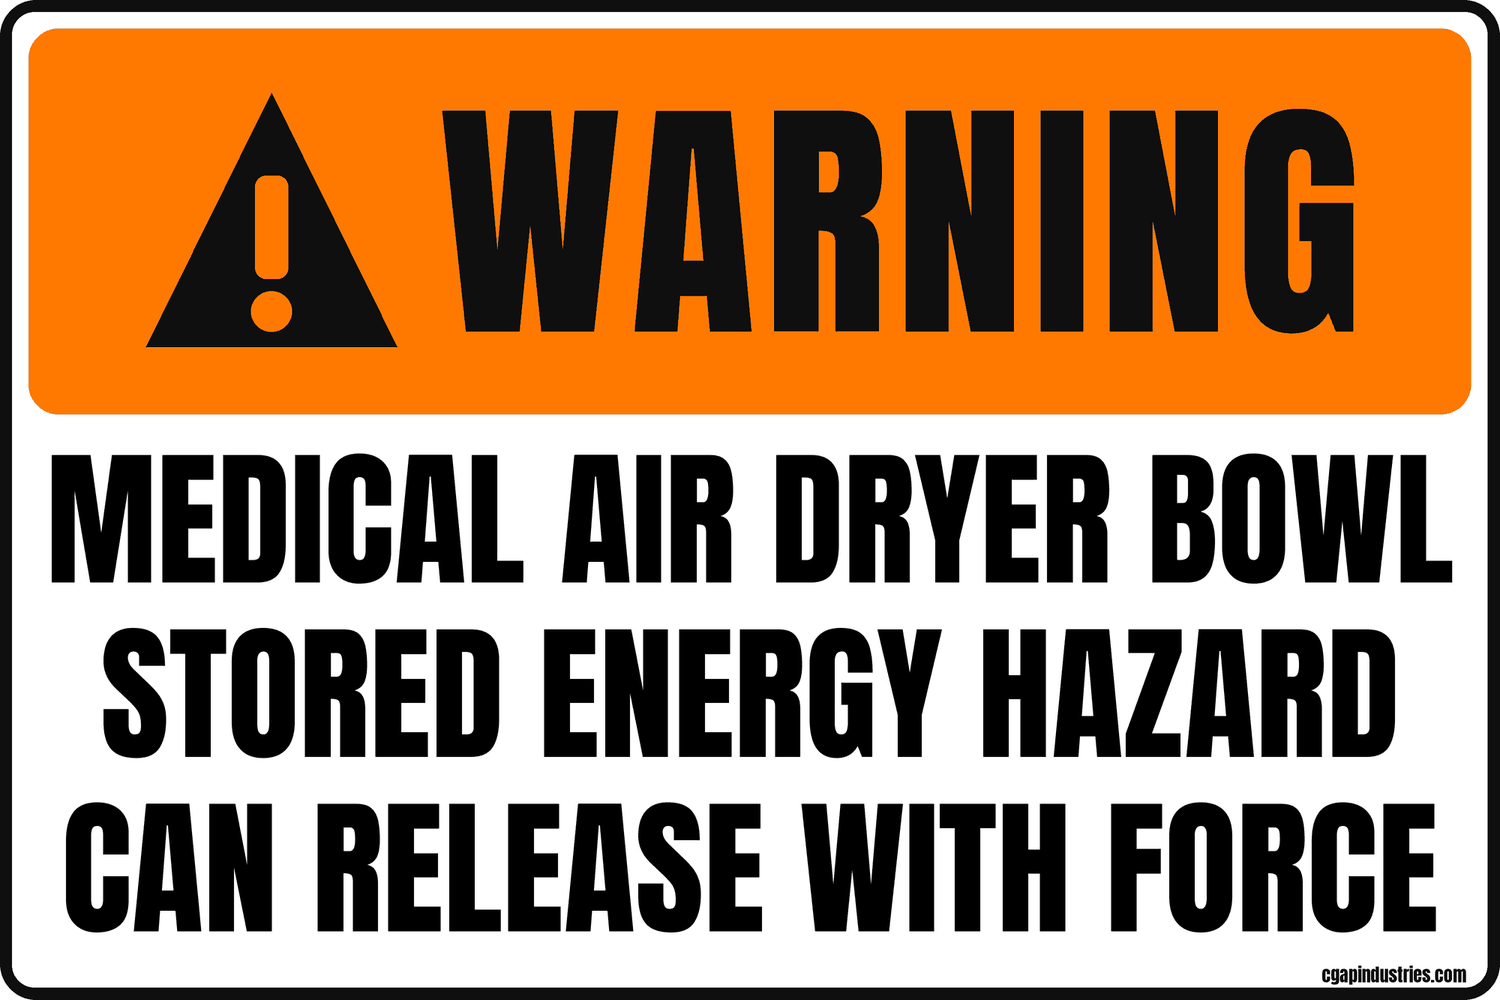 WARNING
MEDICAL AIR DRYER BOWL
STORED ENERGY HAZARD
CAN RELEASE WITH FORCE
cgapindustries.com